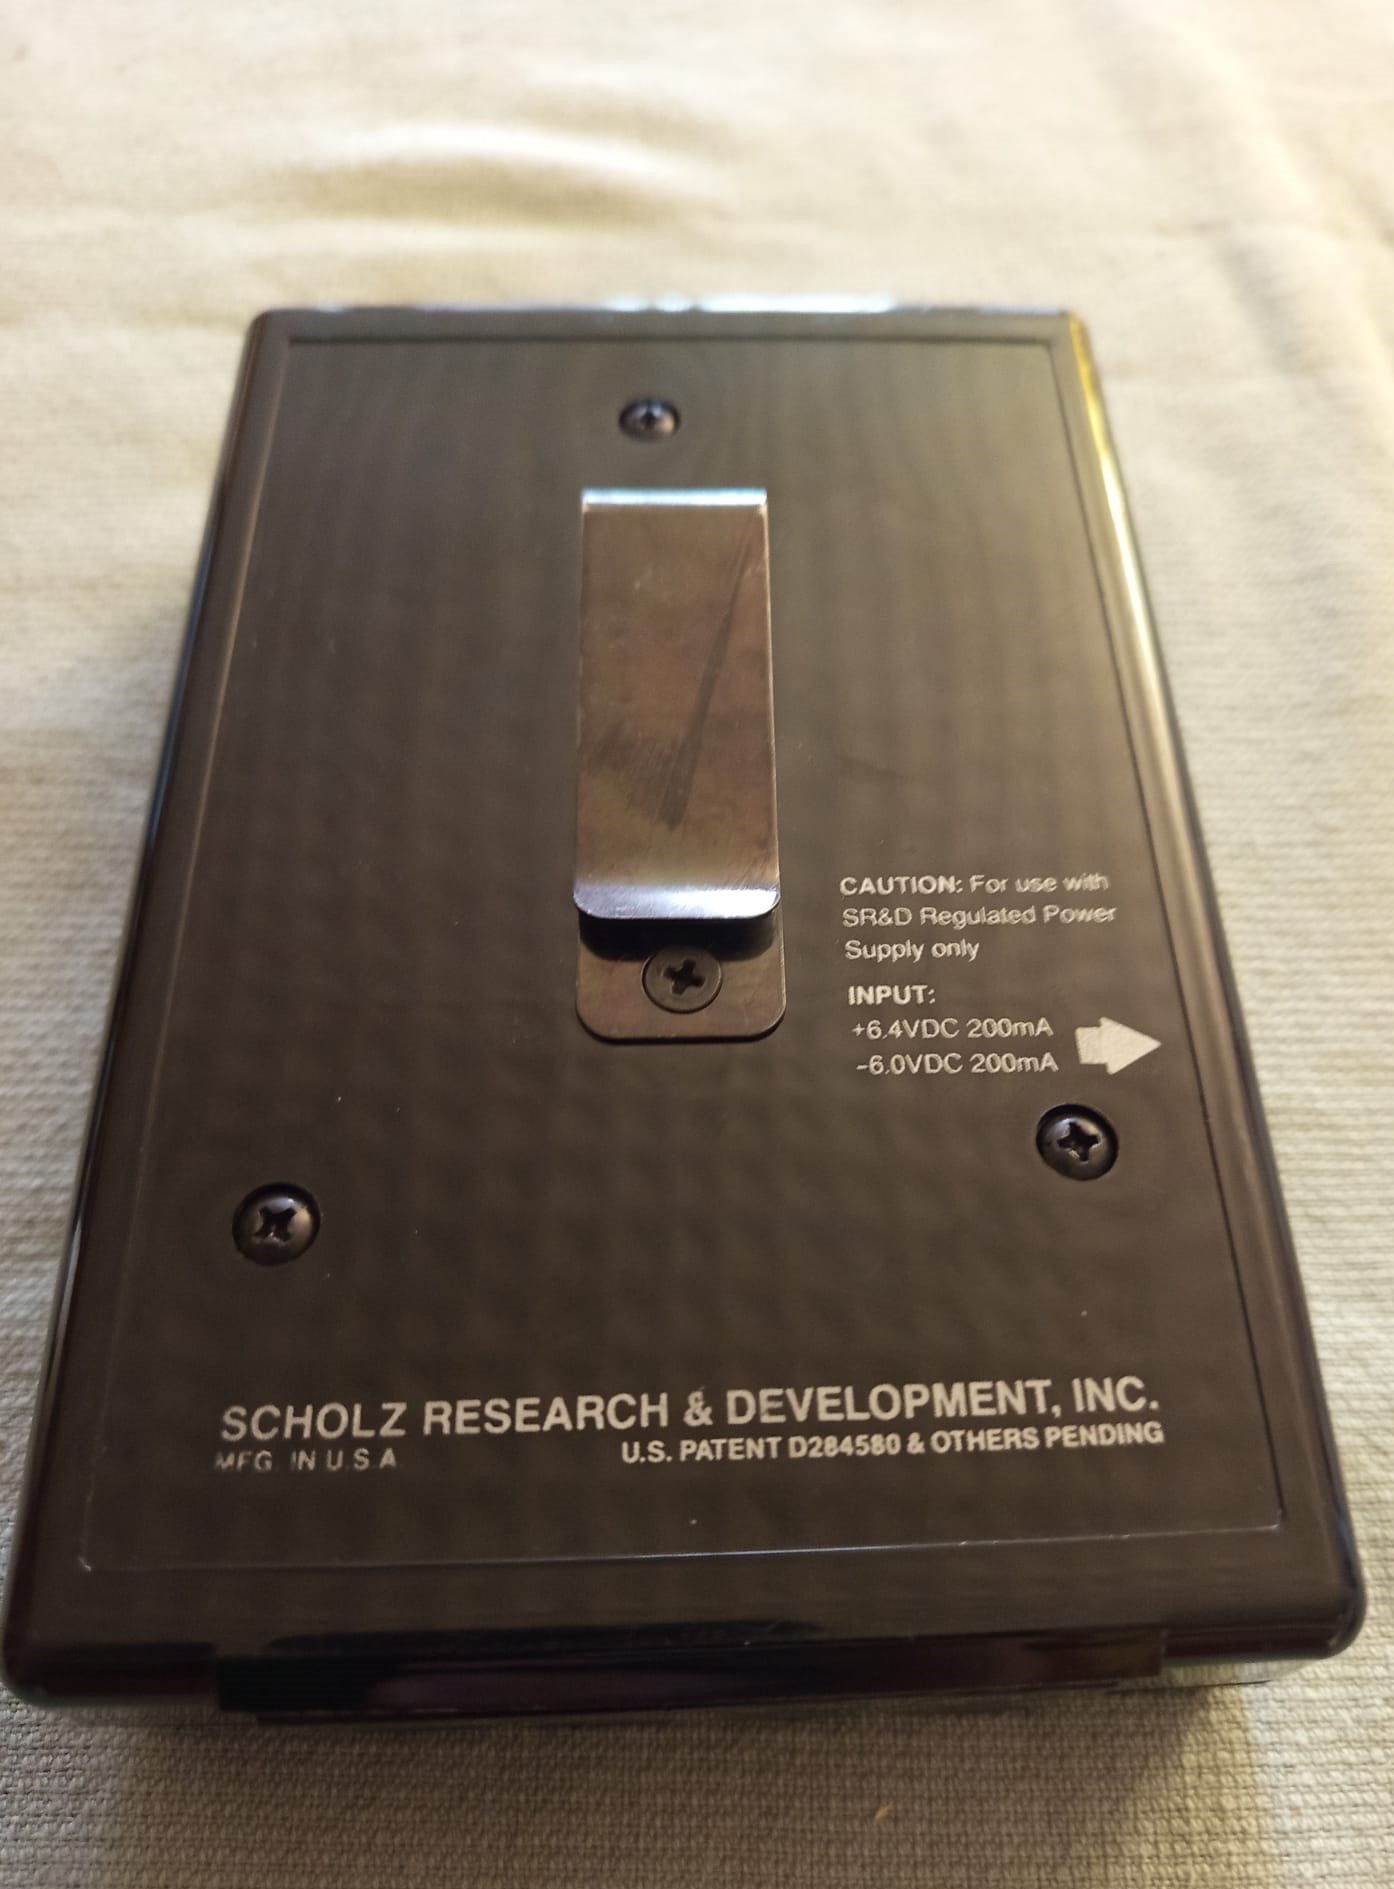 CAUTION: For use with
SR&D Regulated Power
Supply only
INPUT:
+6.4VDC 200mA
-6.0VDC 200mA
SCHOLZ RESEARCH & DEVELOPMENT, INC.
MFG. IN U.S.A
U.S. PATENT D284580 & OTHERS PENDING